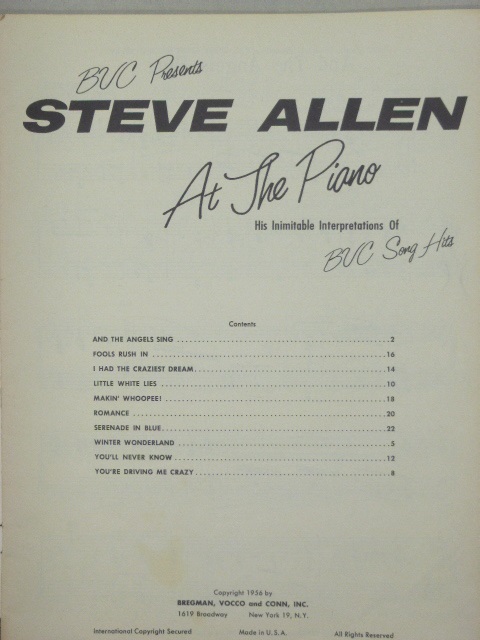 BVC Presents
STEVE ALLEN
At The Piano
His Inimitable Interpretations Of
BVC Song Hits
Contents
AND THE ANGELS SING ........................................ 2
FOOLS RUSH IN ........................................ 16
I HAD THE CRAZIEST DREAM ........................................ 14
LITTLE WHITE LIES ........................................ 10
MAKIN' WHOOPEE! ........................................ 18
ROMANCE ........................................ 20
SERENADE IN BLUE ........................................ 22
WINTER WONDERLAND ........................................ 5
YOU'LL NEVER KNOW ........................................ 12
YOU'RE DRIVING ME CRAZY ........................................ 8
Copyright 1956 by
BREGMAN, VOCCO and CONN, INC.
1619 Broadway New York 19, N.Y.
International Copyright Secured Made in U.S.A. All Rights Reserved